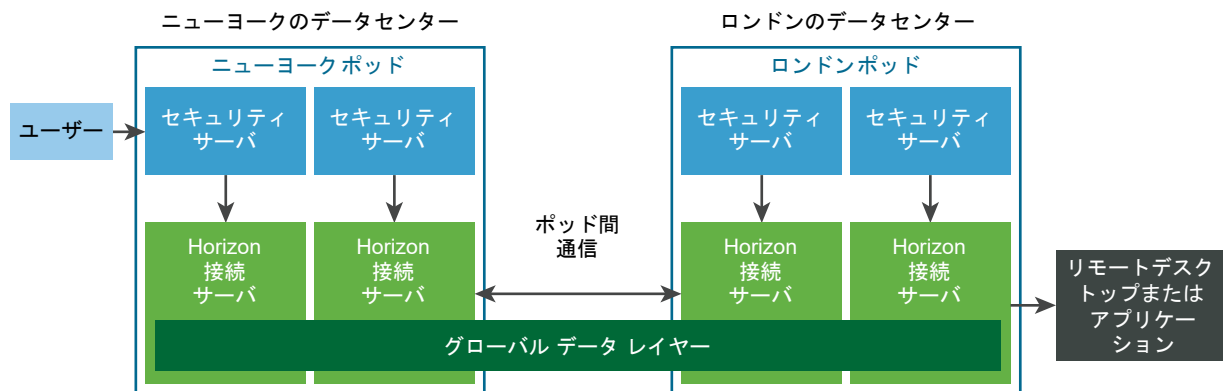 ニューヨークのデータセンター
ロンドンのデータセンター
ニューヨーク ポッド
ロンドンポッド
ユーザー
セキュリティ
サーバ
セキュリティ
サーバ
セキュリティ
サーバ
セキュリティ
サーバ
ポッド間
通信
Horizon
接続
サーバ
Horizon
接続
サーバ
Horizon
接続
サーバ
Horizon
接続
サーバ
リモートデスク
トップまたは
アプリケー
ション
グローバル データ レイヤー